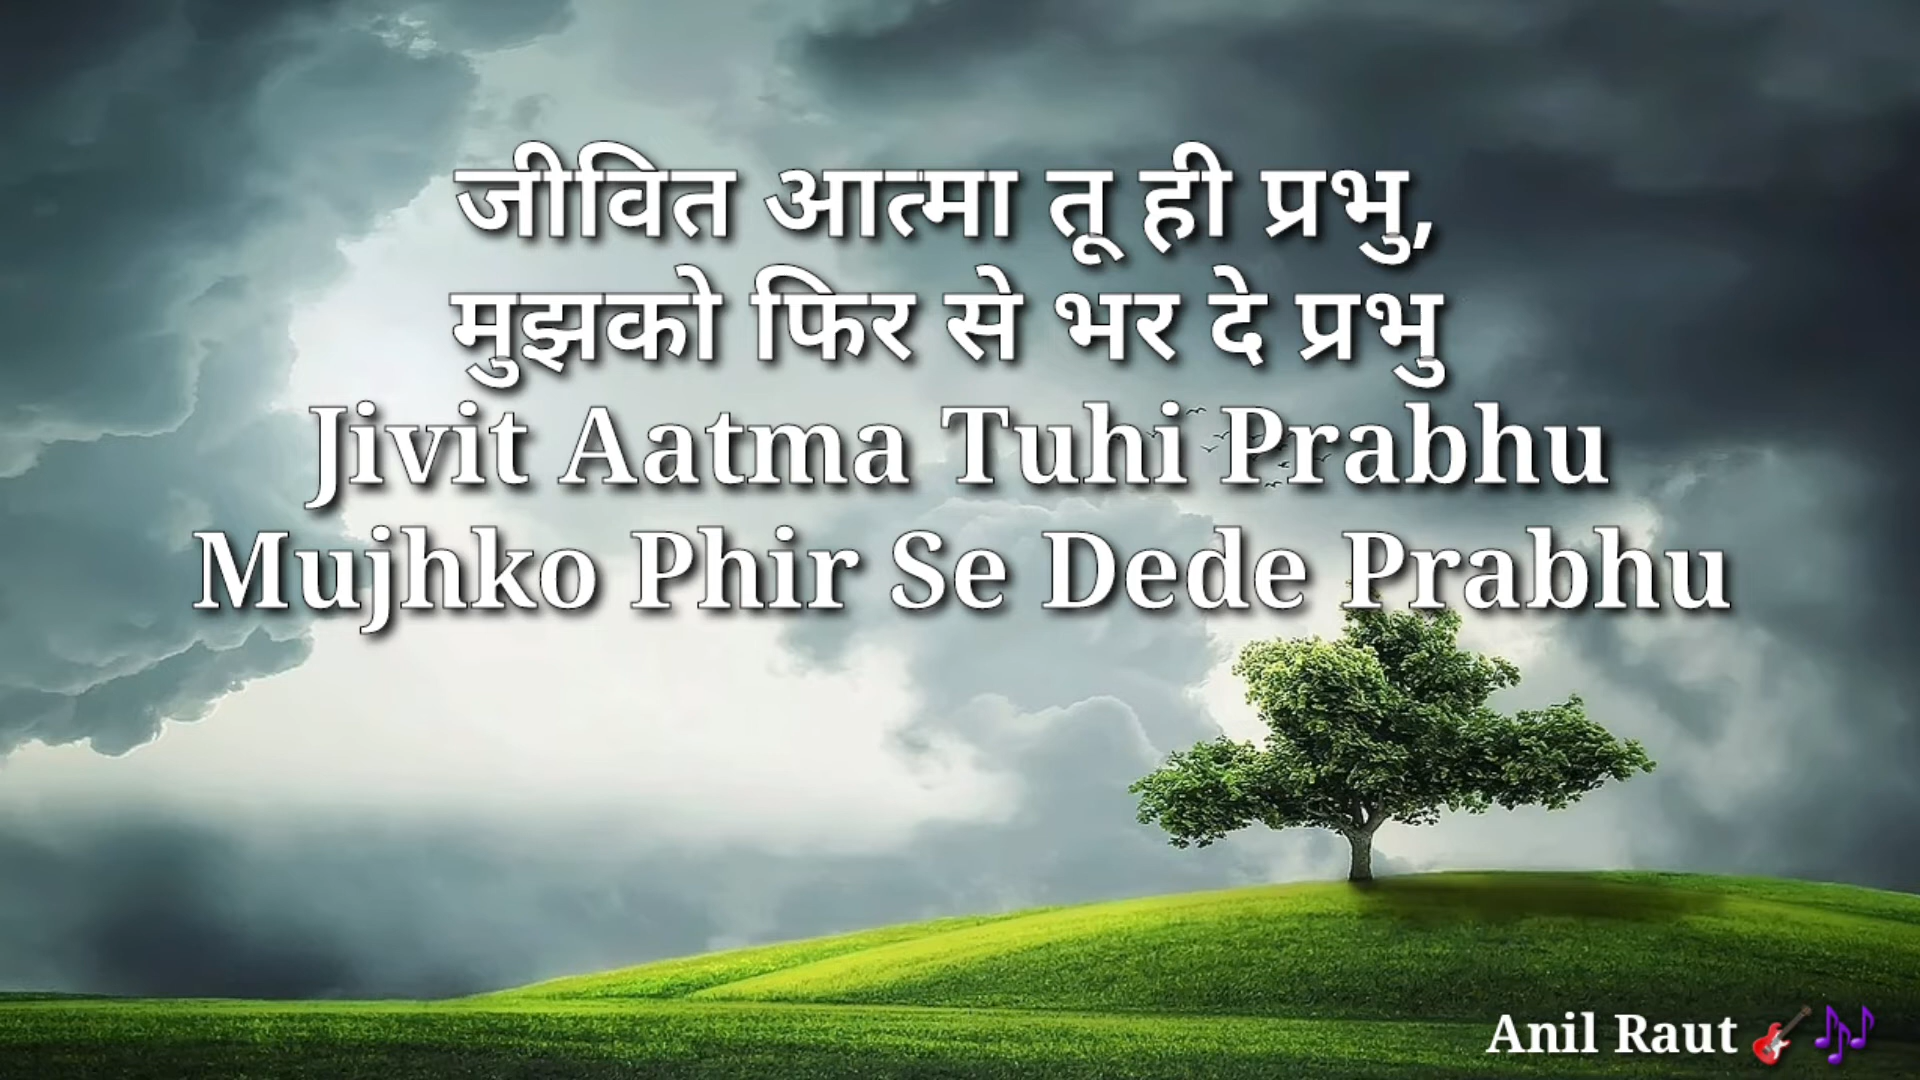 जीवित आत्मा तू ही प्रभु,
मुझको फिर से भर दे प्रभु
Jivit Aatma Tuhi Prabhu
Mujhko Phir Se Dede Prabhu
Anil Raut 🎸🎶